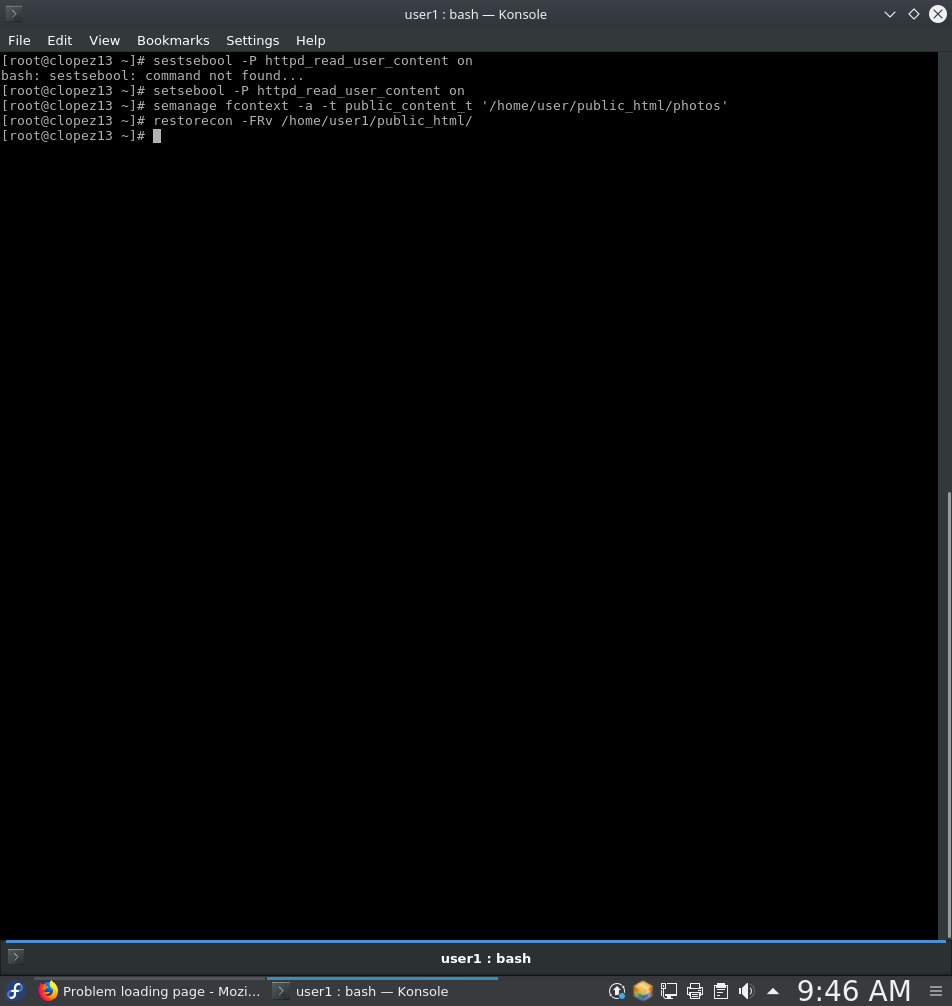 user1 : bash — Konsole
File Edit View Bookmarks Settings Help
[root@clopez13 ~]# sestsebool -P httpd_read_user_content on
bash: sestsebool: command not found...
[root@clopez13 ~]# setsebool -P httpd_read_user_content on
[root@clopez13 ~]# semanage fcontext -a -t public_content_t '/home/user/public_html/photos'
[root@clopez13 ~]# restorecon -FRv /home/user1/public_html/
[root@clopez13 ~]#
user1 : bash
Problem loading page - Mozi... user1 : bash — Konsole 9:46 AM